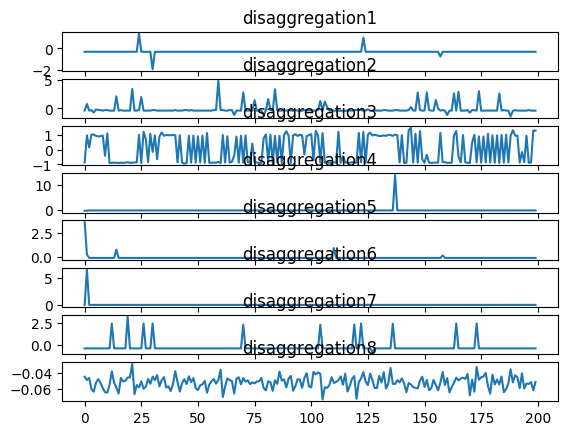 disaggregation1
0
−2
disaggregation2
5
0
disaggregation3
1
0
−1
disaggregation4
10
0
disaggregation5
2.5
0.0
disaggregation6
5
0
disaggregation7
2.5
0.0
disaggregation8
−0.04
−0.06
0 25 50 75 100 125 150 175 200